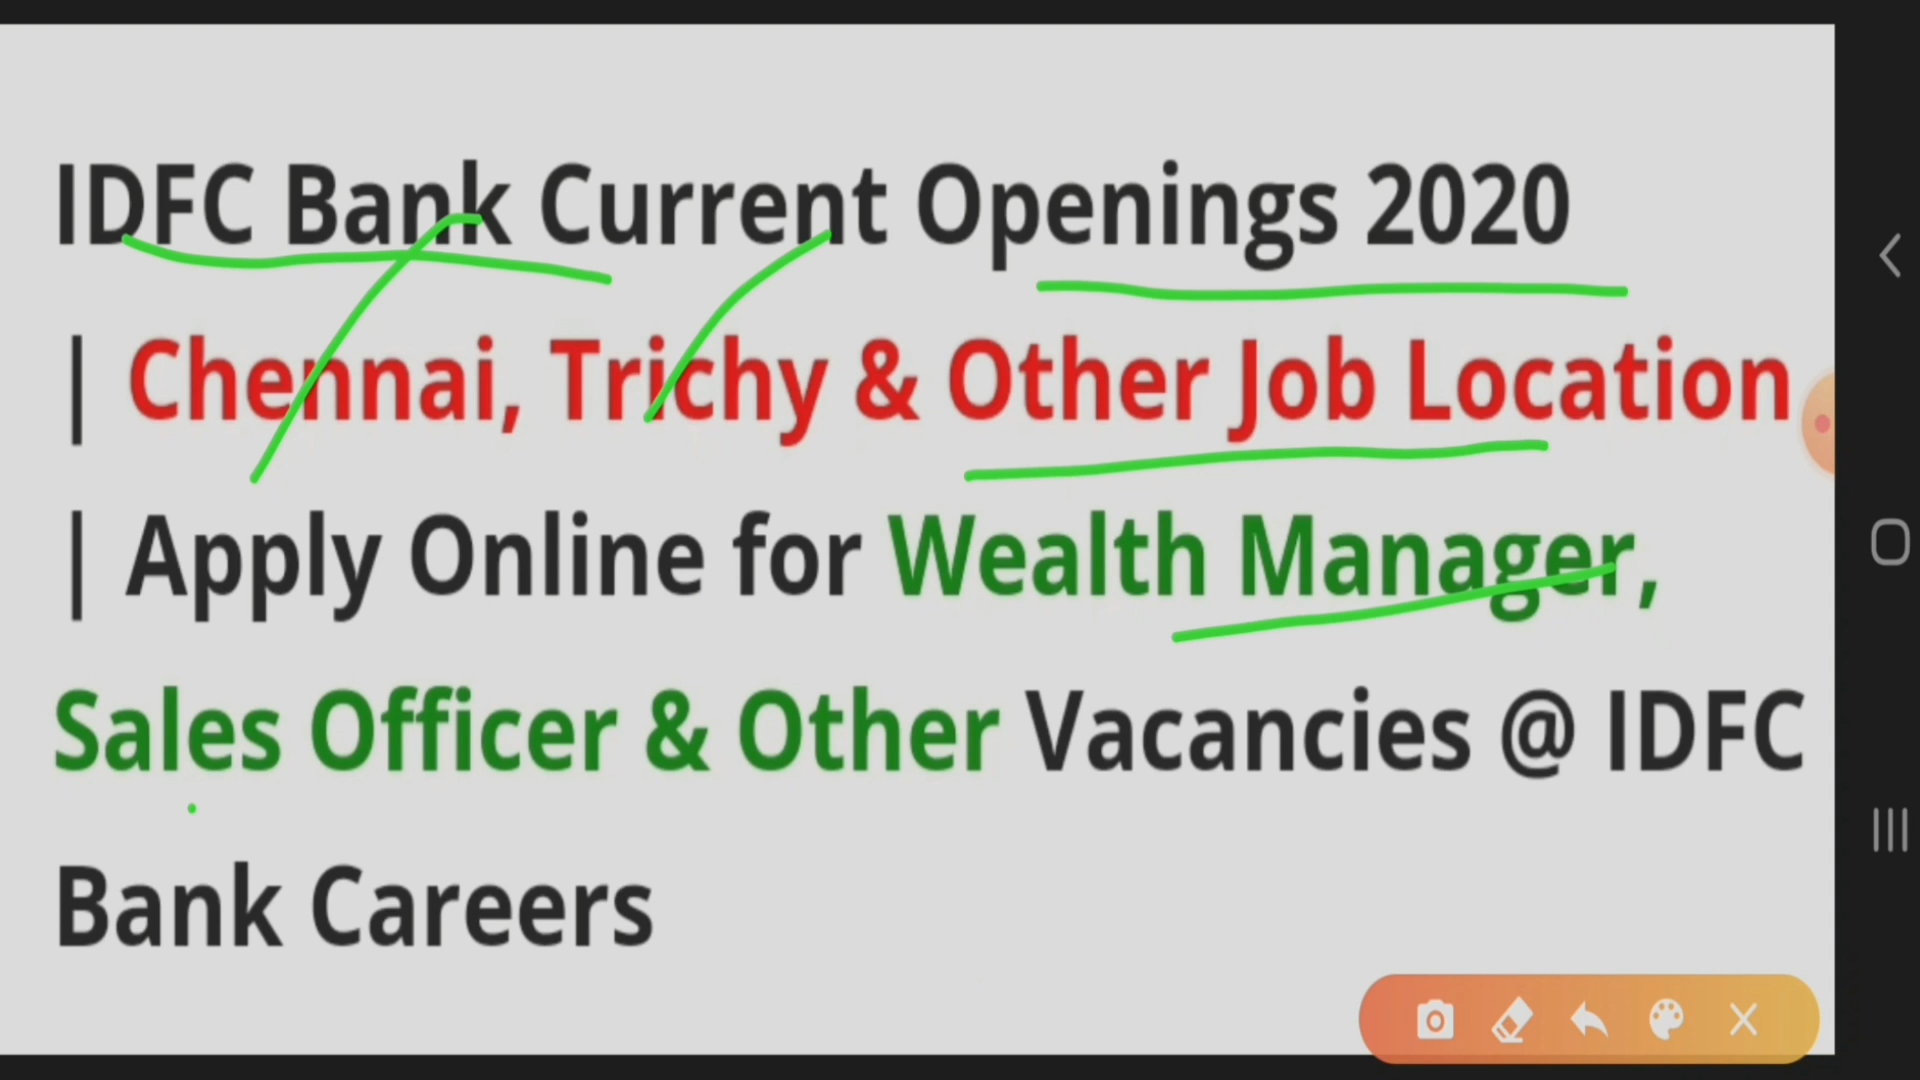 IDFC Bank Current Openings 2020
| Chennai, Trichy & Other Job Location
| Apply Online for Wealth Manager,
Sales Officer & Other Vacancies @ IDFC
Bank Careers